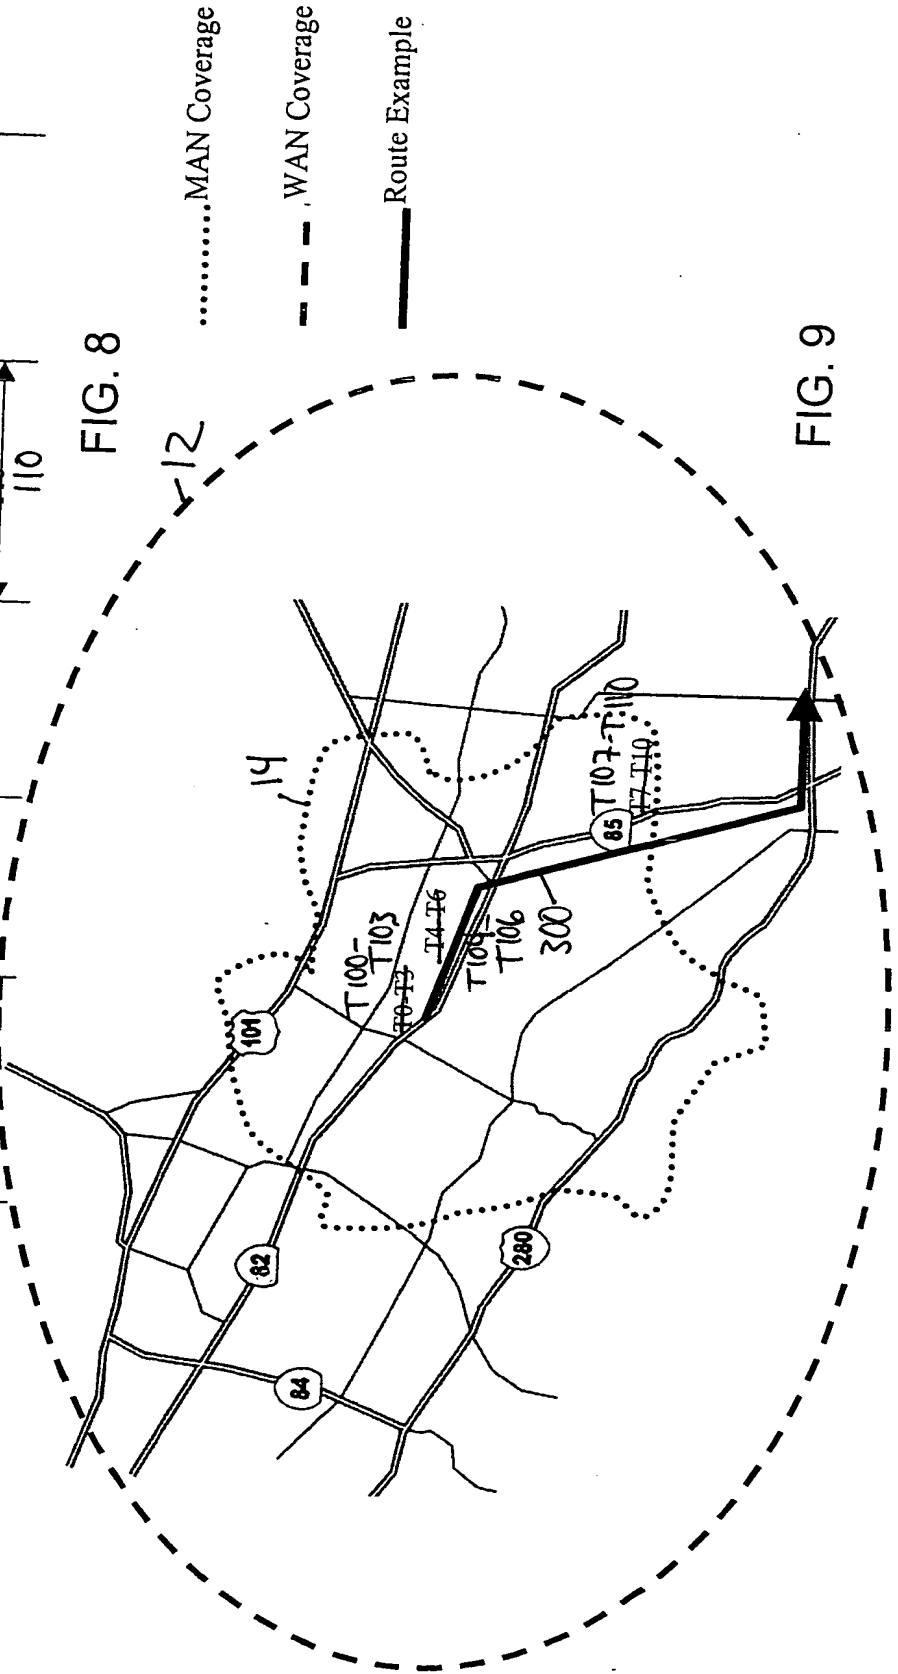 110
FIG. 8
MAN Coverage
WAN Coverage
Route Example
12
14
101
82
84
280
85
T100-
T103
T0-T3
T4-T6
T104-
T106
300
T107-T110
T7-T10
FIG. 9